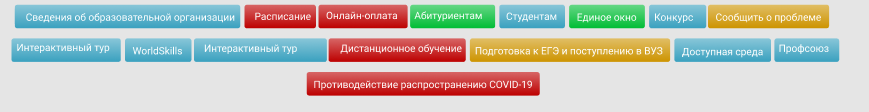 Сведения об образовательной организации Расписание Онлайн-оплата Абитуриентам Студентам Единое окно Конкурс Сообщить о проблеме
Интерактивный тур WorldSkills Интерактивный тур Дистанционное обучение Подготовка к ЕГЭ и поступлению в ВУЗ Доступная среда Профсоюз
Противодействие распространению COVID-19